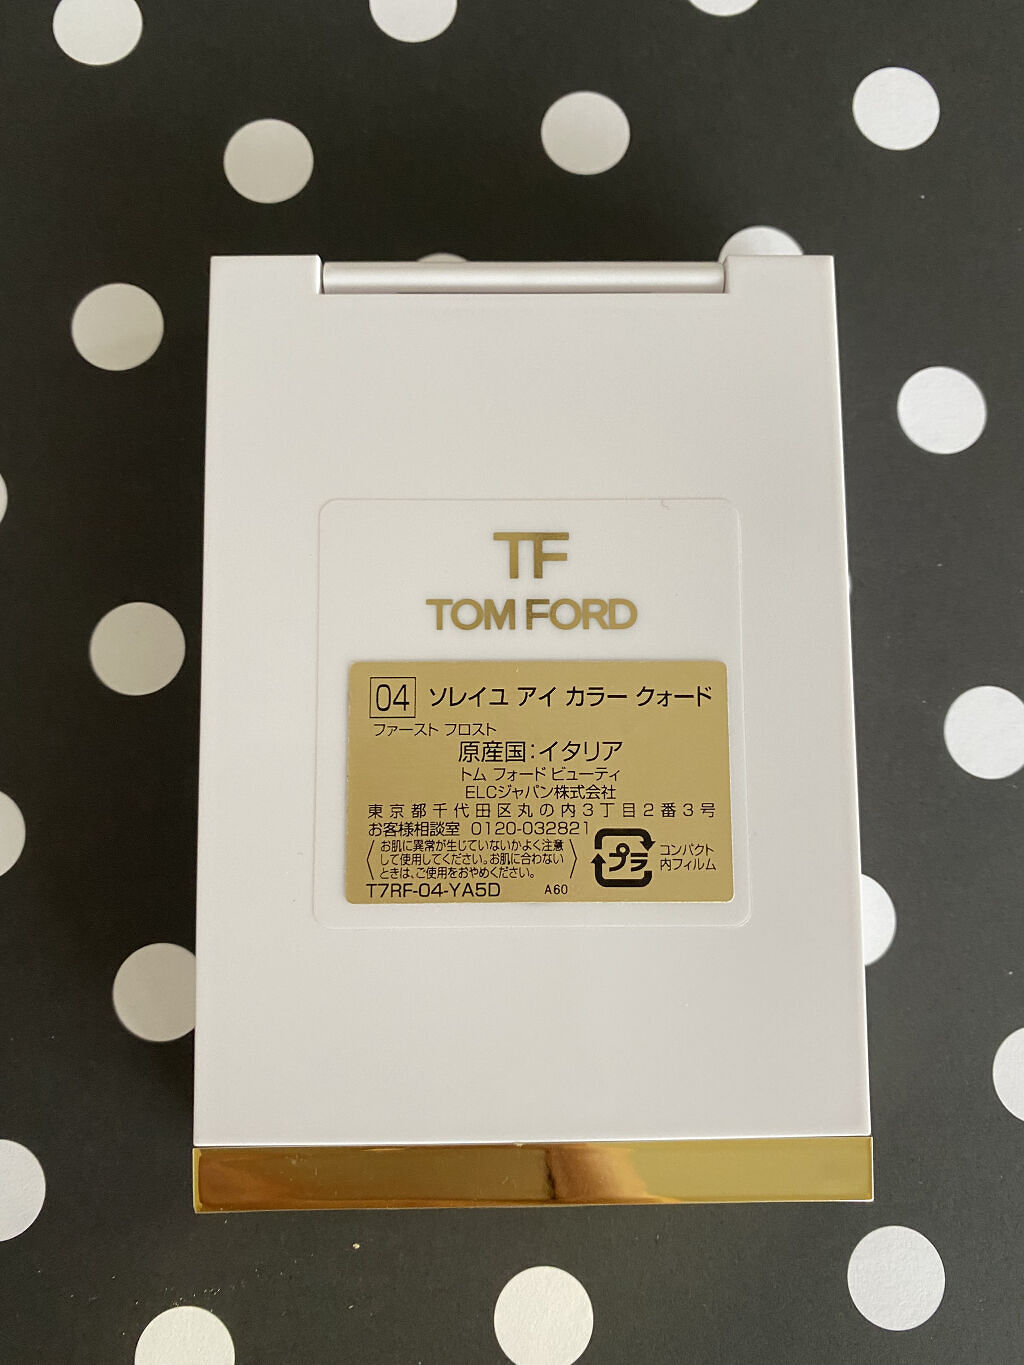 TF
TOM FORD
04 ソレイユ アイ カラー クォード
ファースト フロスト
原産国:イタリア
トム フォード ビューティ
ELCジャパン株式会社
東京都千代田区丸の内3丁目2番3号
お客様相談室 0120-032821
お肌に異常が生じていないかよく注意
して使用してください。お肌に合わない
ときは、ご使用をおやめください。
プラ
コンパクト
内フィルム
T7RF-04-YA5D A60